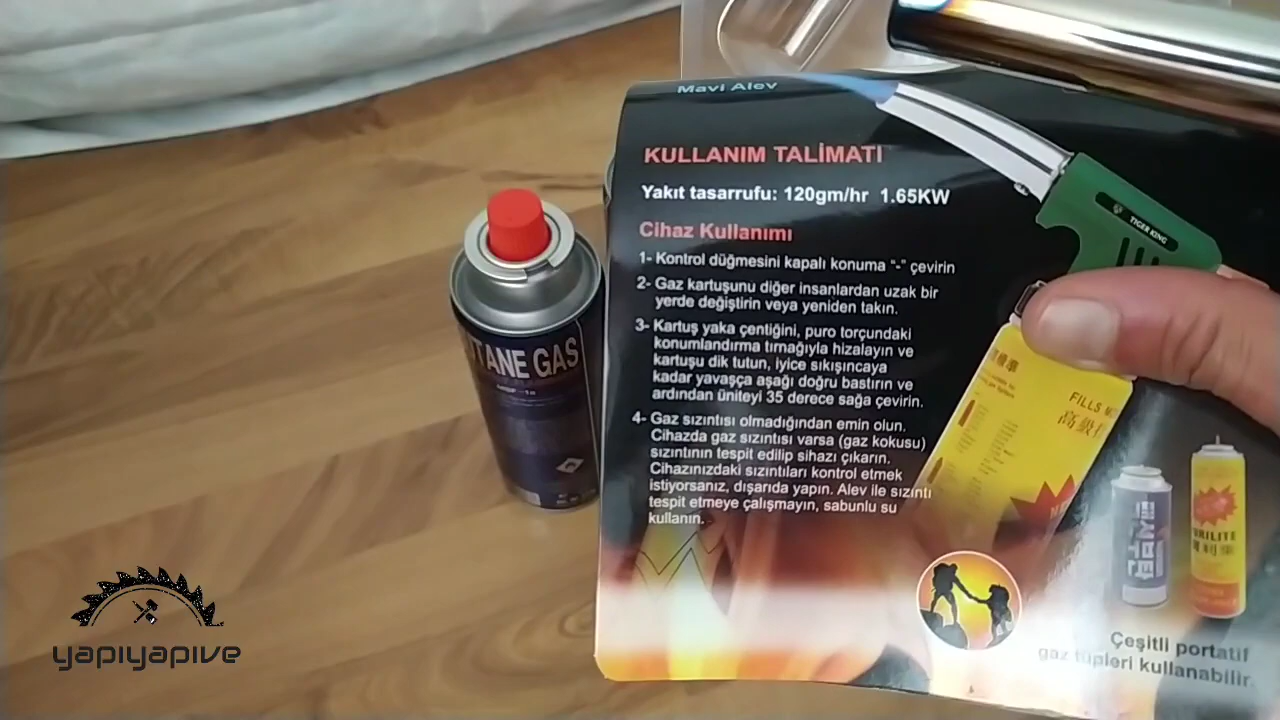 Mavi Alev
KULLANIM TALİMATI
Yakıt tasarrufu: 120gm/hr 1.65KW
Cihaz Kullanımı
1- Kontrol düğmesini kapalı konuma "-" çevirin
2- Gaz kartuşunu diğer insanlardan uzak bir
yerde değiştirin veya yeniden takın.
3- Kartuş yaka çentiğini, puro torçundaki
konumlandırma tırnağıyla hizalayın ve
kartuşu dik tutun, iyice sıkışıncaya
kadar yavaşça aşağı doğru bastırın ve
ardından üniteyi 35 derece sağa çevirin.
4- Gaz sızıntısı olmadığından emin olun.
Cihazda gaz sızıntısı varsa (gaz kokusu)
sızıntının tespit edilip sihazı çıkarın.
Cihazınızdaki sızıntıları kontrol etmek
istiyorsanız, dışarıda yapın. Alev ile sızıntı
tespit etmeye çalışmayın, sabunlu su
kullanın.
TIGER KING
FILLS
Çeşitli portatif
gaz tüpleri kullanabilir.
TANE GAS
yapıyapıve